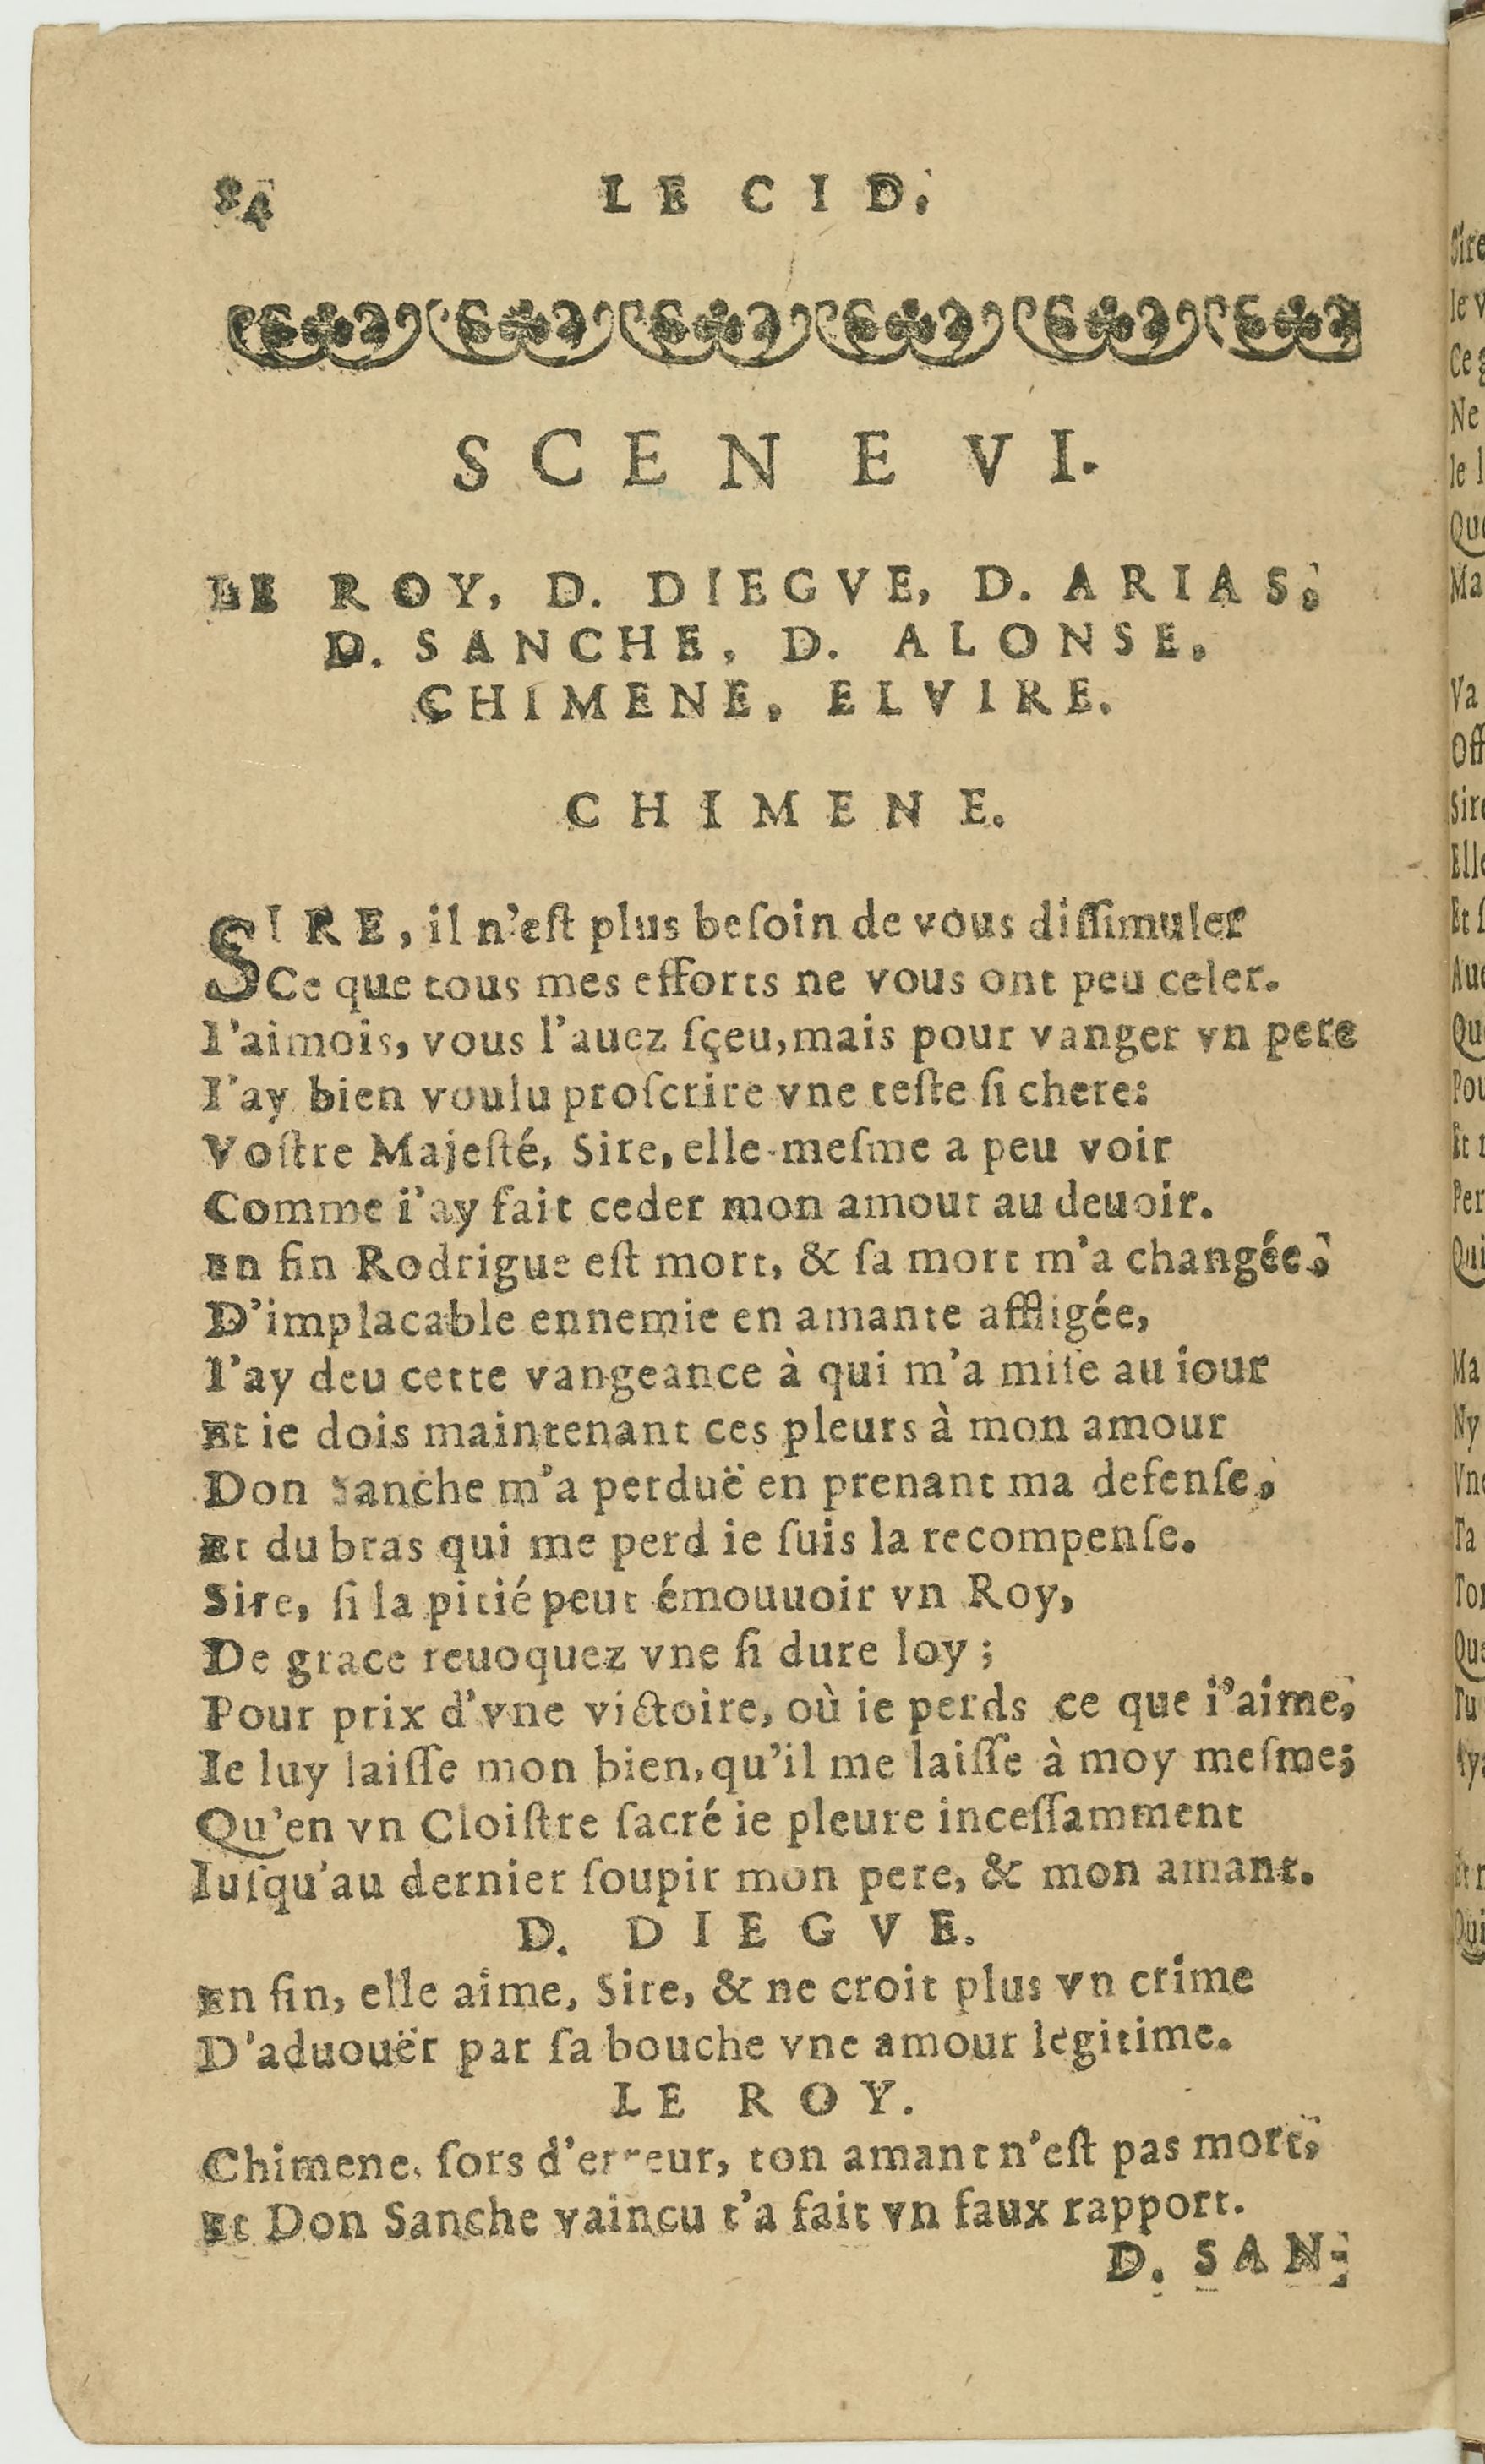 84 LE CID.
SCENE VI.
LE ROY, D. DIEGVE, D. ARIAS,
D. SANCHE, D. ALONSE,
CHIMENE, ELVIRE.
CHIMENE.
SIRE, il n'eſt plus beſoin de vous diſſimuler
Ce que tous mes efforts ne vous ont peu celer.
I'aimois, vous l'auez ſçeu, mais pour vanger vn pere
I'ay bien voulu proſcrire vne teſte ſi chere:
Voſtre Majeſté, Sire, elle-meſme a peu voir
Comme i'ay fait ceder mon amour au deuoir.
En fin Rodrigue eſt mort, & ſa mort m'a changée,
D'implacable ennemie en amante affligée,
I'ay deu cette vangeance à qui m'a miſe au iour
Et ie dois maintenant ces pleurs à mon amour
Don Sanche m'a perduë en prenant ma defenſe,
Et du bras qui me perd ie ſuis la recompenſe.
Sire, ſi la pitié peut émouuoir vn Roy,
De grace reuoquez vne ſi dure loy;
Pour prix d'vne victoire, où ie perds ce que i'aime,
Ie luy laiſſe mon bien, qu'il me laiſſe à moy meſme;
Qu'en vn Cloiſtre ſacré ie pleure inceſſamment
Iuſqu'au dernier ſoupir mon pere, & mon amant.
D. DIEGVE.
En fin, elle aime, Sire, & ne croit plus vn crime
D'aduouër par ſa bouche vne amour legitime.
LE ROY.
Chimene, ſors d'erreur, ton amant n'eſt pas mort,
Et Don Sanche vaincu t'a fait vn faux rapport.
D. SAN-